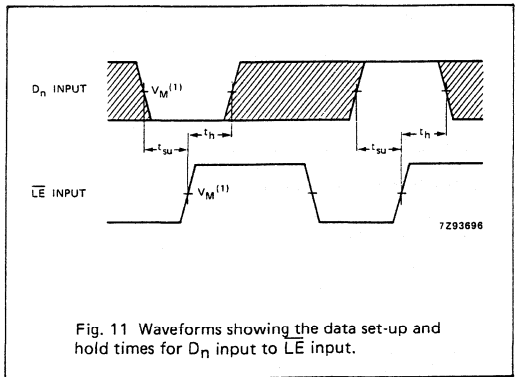 Dn INPUT
VM(1)
th
th
tsu
tsu
LE INPUT
VM(1)
7Z93696
Fig. 11 Waveforms showing the data set-up and
hold times for Dn input to LE input.